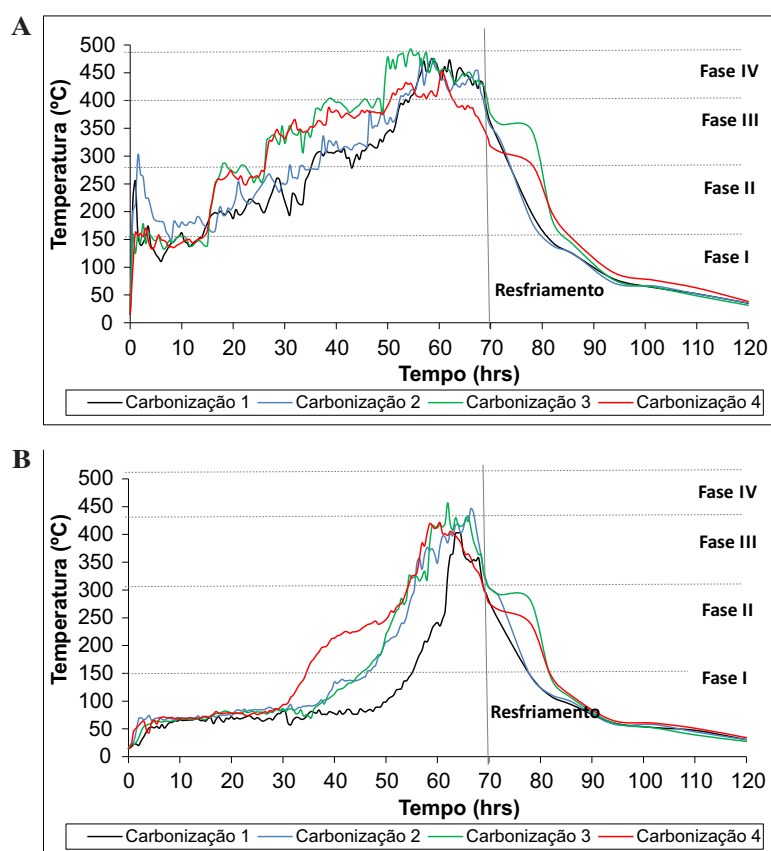 A
Temperatura (ºC)
500
450
400
350
300
250
200
150
100
50
0
Fase IV
Fase III
Fase II
Fase I
Resfriamento
0 10 20 30 40 50 60 70 80 90 100 110 120
Tempo (hrs)
Carbonização 1 Carbonização 2 Carbonização 3 Carbonização 4
B
Temperatura (ºC)
500
450
400
350
300
250
200
150
100
50
0
Fase IV
Fase III
Fase II
Fase I
Resfriamento
0 10 20 30 40 50 60 70 80 90 100 110 120
Tempo (hrs)
Carbonização 1 Carbonização 2 Carbonização 3 Carbonização 4